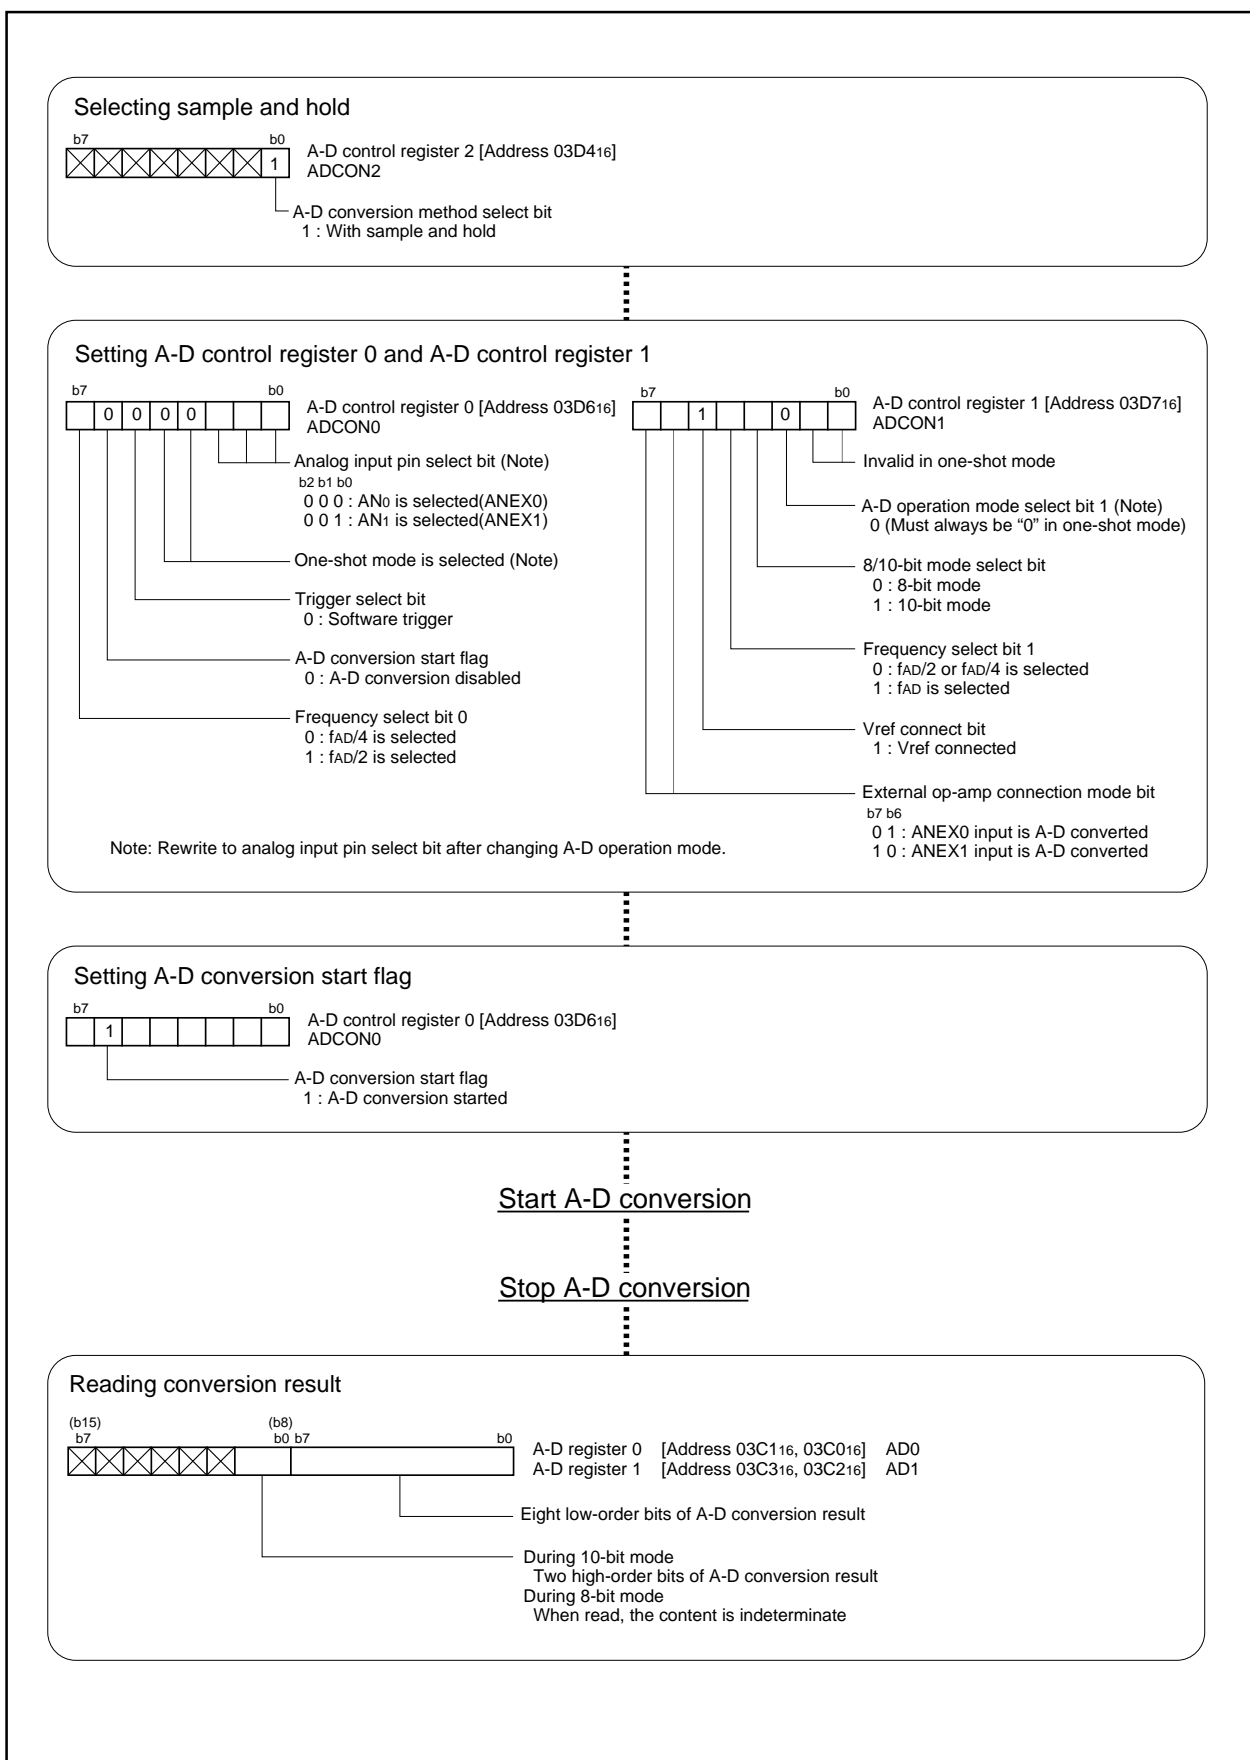 Selecting sample and hold
b7 b0
1
A-D control register 2 [Address 03D416]
ADCON2
A-D conversion method select bit
1 : With sample and hold
Setting A-D control register 0 and A-D control register 1
b7 b0
0 0 0 0
A-D control register 0 [Address 03D616]
ADCON0
Analog input pin select bit (Note)
b2 b1 b0
0 0 0 : AN0 is selected(ANEX0)
0 0 1 : AN1 is selected(ANEX1)
One-shot mode is selected (Note)
Trigger select bit
0 : Software trigger
A-D conversion start flag
0 : A-D conversion disabled
Frequency select bit 0
0 : fAD/4 is selected
1 : fAD/2 is selected
b7 b0
1 0
A-D control register 1 [Address 03D716]
ADCON1
Invalid in one-shot mode
A-D operation mode select bit 1 (Note)
0 (Must always be “0” in one-shot mode)
8/10-bit mode select bit
0 : 8-bit mode
1 : 10-bit mode
Frequency select bit 1
0 : fAD/2 or fAD/4 is selected
1 : fAD is selected
Vref connect bit
1 : Vref connected
External op-amp connection mode bit
b7 b6
0 1 : ANEX0 input is A-D converted
1 0 : ANEX1 input is A-D converted
Note: Rewrite to analog input pin select bit after changing A-D operation mode.
Setting A-D conversion start flag
b7 b0
1
A-D control register 0 [Address 03D616]
ADCON0
A-D conversion start flag
1 : A-D conversion started
Start A-D conversion
Stop A-D conversion
Reading conversion result
(b15) (b8)
b7 b0 b7 b0
A-D register 0 [Address 03C116, 03C016] AD0
A-D register 1 [Address 03C316, 03C216] AD1
Eight low-order bits of A-D conversion result
During 10-bit mode
Two high-order bits of A-D conversion result
During 8-bit mode
When read, the content is indeterminate